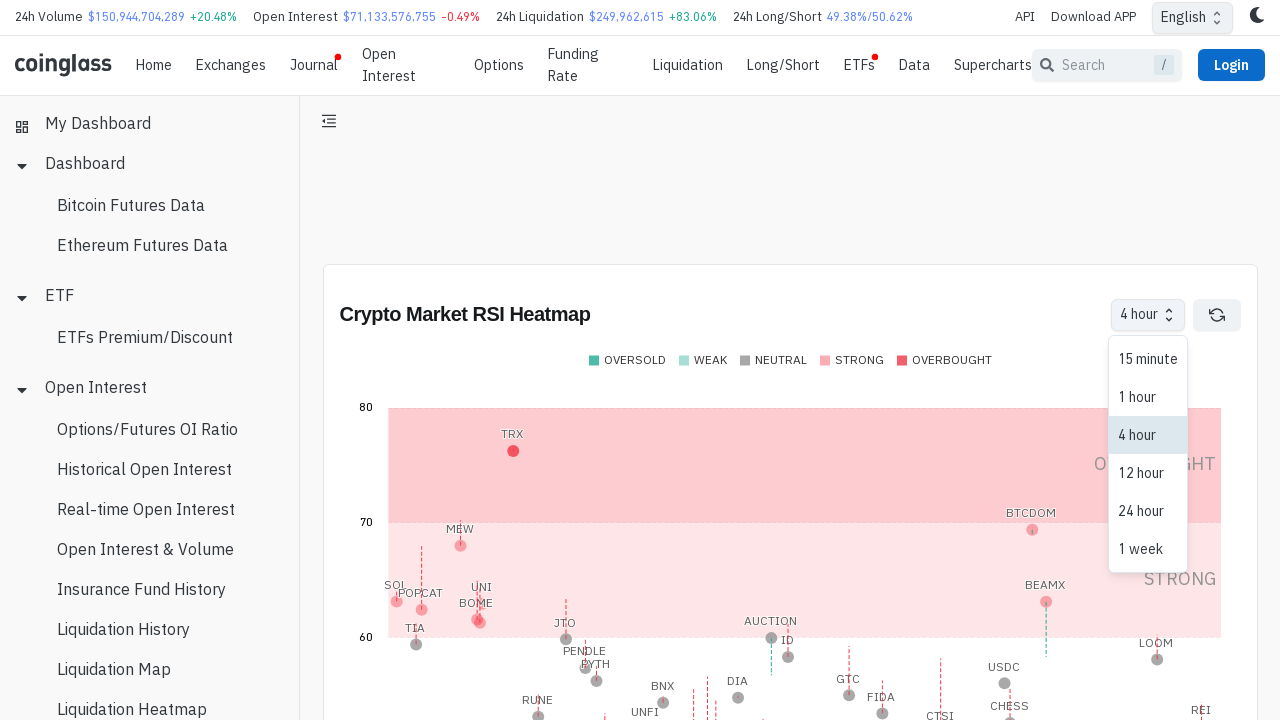 24h Volume $150,944,704,289 +20.48% Open Interest $71,133,576,755 -0.49% 24h Liquidation $249,962,615 +83.06% 24h Long/Short 49.38%/50.62% API Download APP English
coinglass Home Exchanges Journal Open Interest Options Funding Rate Liquidation Long/Short ETFs Data Supercharts Search / Login
My Dashboard
Dashboard
Bitcoin Futures Data
Ethereum Futures Data
ETF
ETFs Premium/Discount
Open Interest
Options/Futures OI Ratio
Historical Open Interest
Real-time Open Interest
Open Interest & Volume
Insurance Fund History
Liquidation History
Liquidation Map
Liquidation Heatmap
Crypto Market RSI Heatmap
4 hour
15 minute
1 hour
4 hour
12 hour
24 hour
1 week
OVERSOLD WEAK NEUTRAL STRONG OVERBOUGHT
80
TRX
70
BTCDOM
MEW
STRONG
SOL
POPCAT
UNI
BOME
BEAMX
60
TIA
JTO
AUCTION
ID
LOOM
PENDLE
PYTH
USDC
GTC
DIA
BNX
FIDA
RUNE
CHESS
UNFI
CTSI
REI